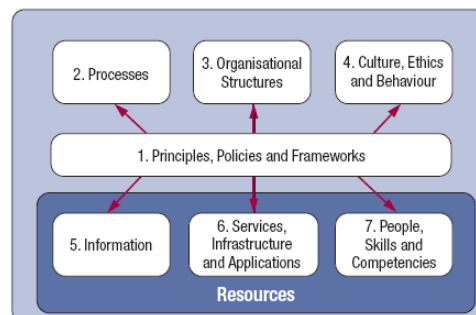 2. Processes
3. Organisational
Structures
4. Culture, Ethics
and Behaviour
1. Principles, Policies and Frameworks
5. Information
6. Services,
Infrastructure
and Applications
7. People,
Skills and
Competencies
Resources